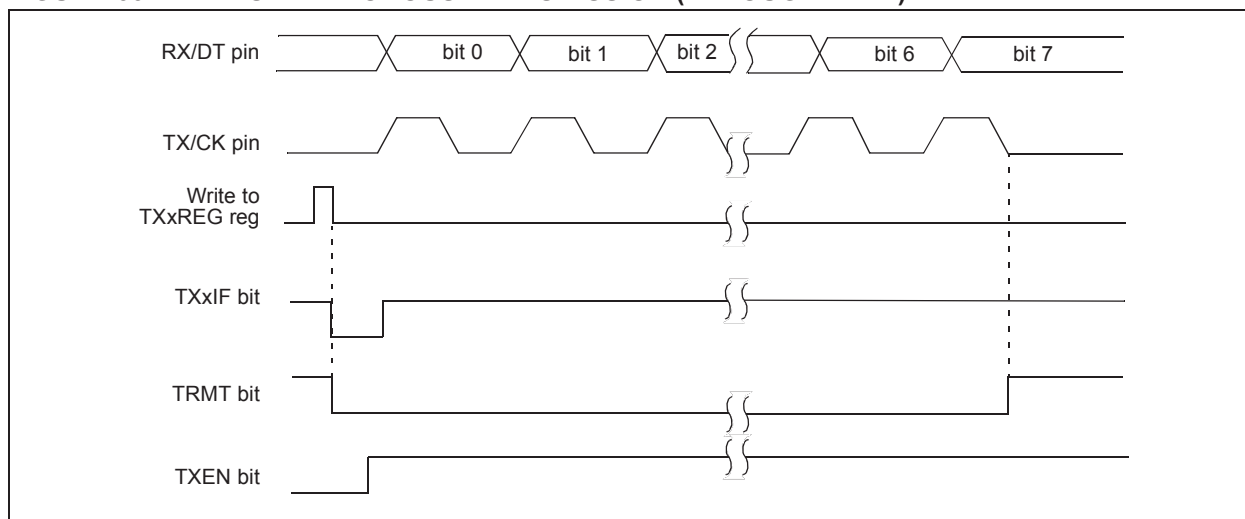 RX/DT pin
bit 0
bit 1
bit 2
bit 6
bit 7
TX/CK pin
Write to
TXxREG reg
TXxIF bit
TRMT bit
TXEN bit